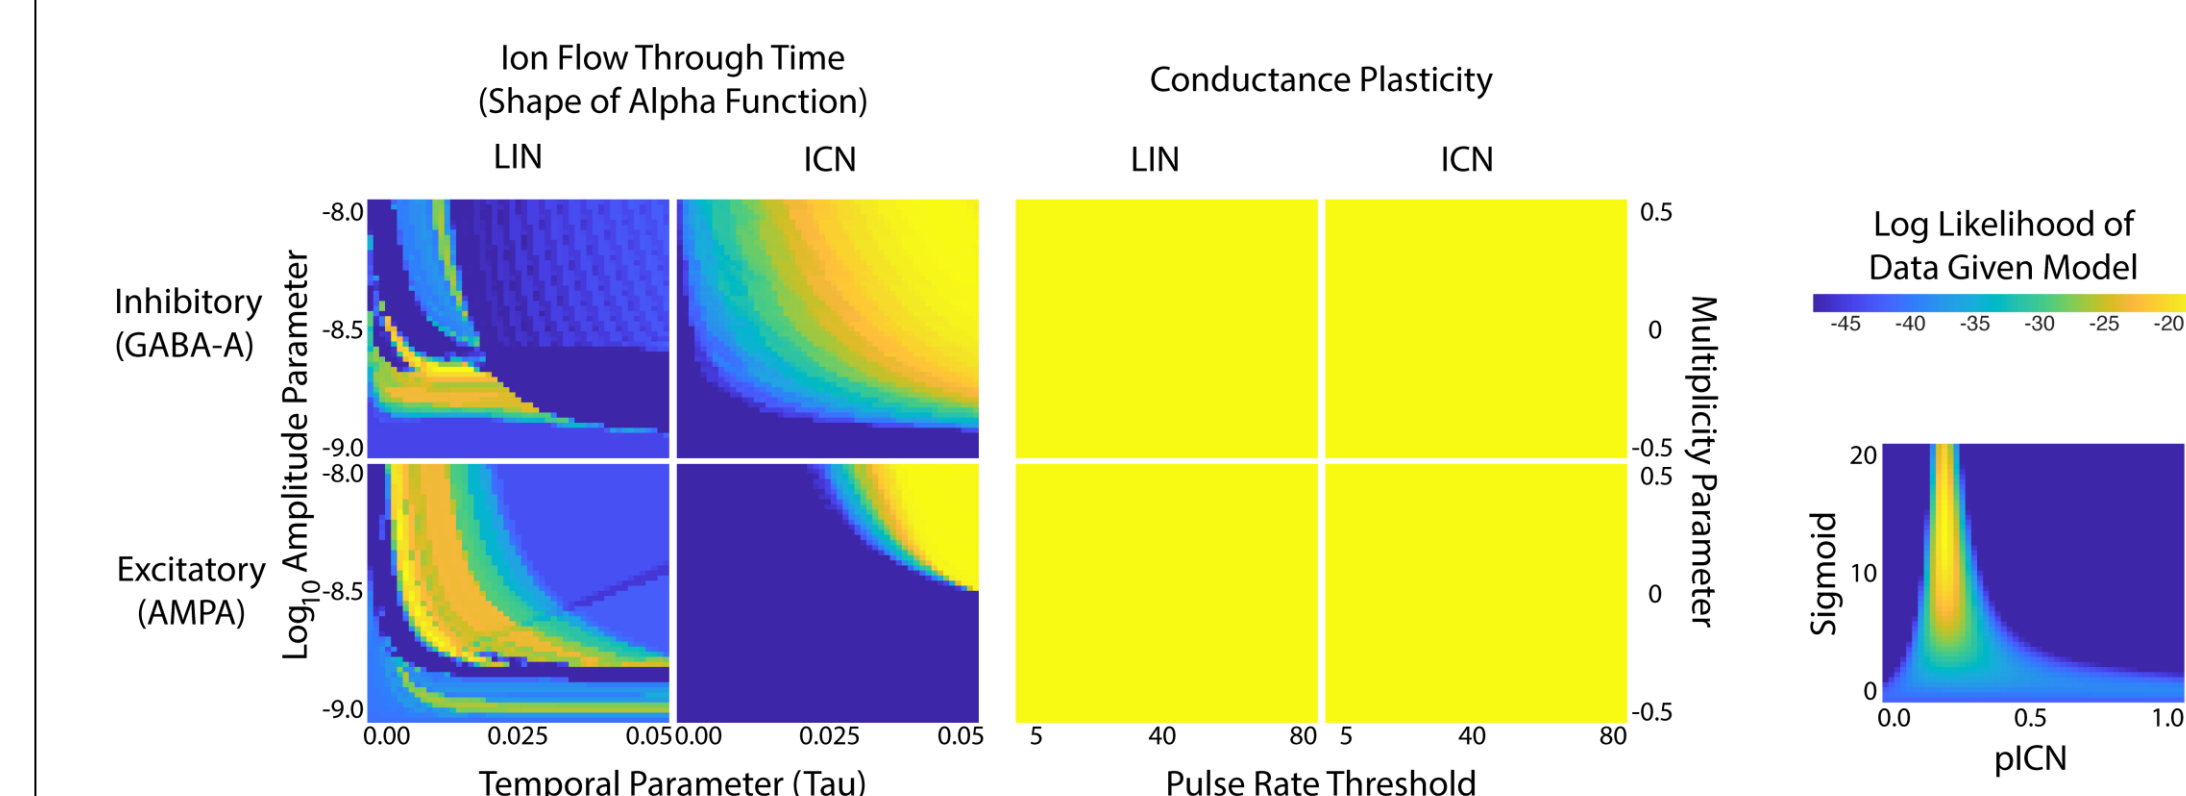 Ion Flow Through Time
(Shape of Alpha Function)
Conductance Plasticity
LIN
ICN
LIN
ICN
Inhibitory
(GABA-A)
Excitatory
(AMPA)
Log10 Amplitude Parameter
-8.0
-8.5
-9.0
-8.0
-8.5
-9.0
0.00
0.025
0.05
0.00
0.025
0.05
Temporal Parameter (Tau)
0.5
0
-0.5
0.5
0
-0.5
Multiplicity Parameter
5
40
80
5
40
80
Pulse Rate Threshold
Log Likelihood of
Data Given Model
-45
-40
-35
-30
-25
-20
Sigmoid
20
10
0
0.0
0.5
1.0
pICN